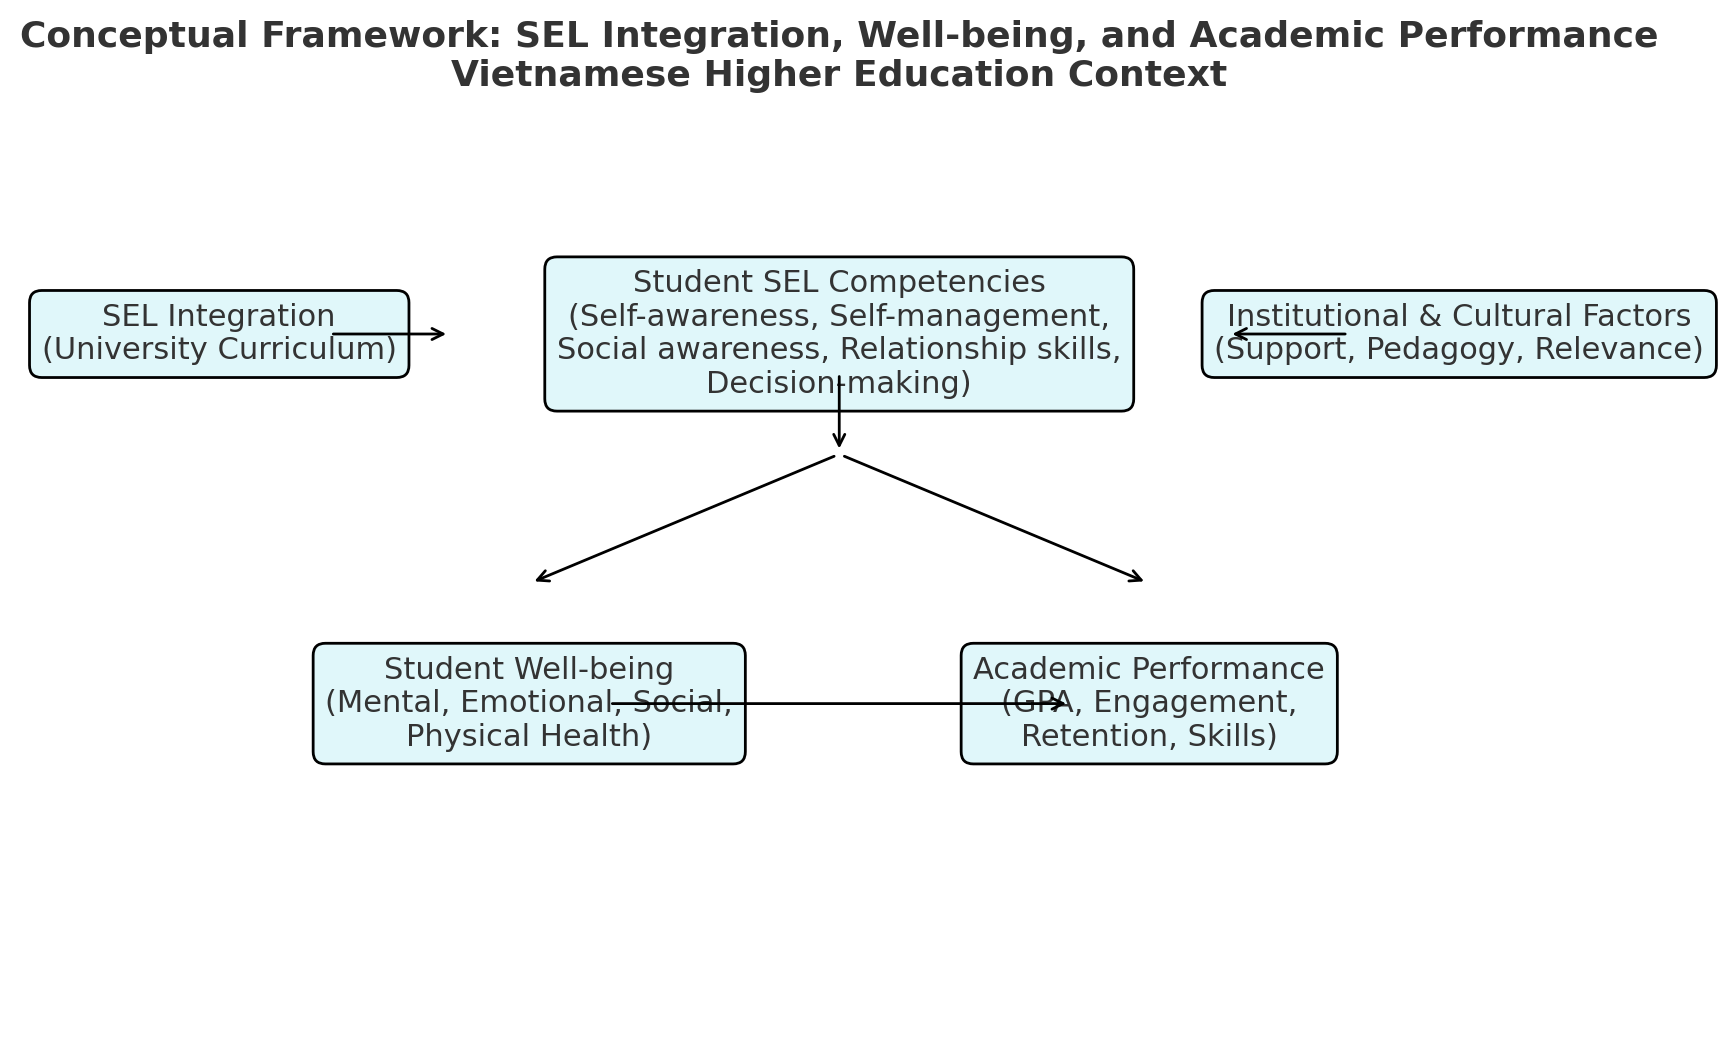 Conceptual Framework: SEL Integration, Well-being, and Academic Performance
Vietnamese Higher Education Context
SEL Integration
(University Curriculum)
Student SEL Competencies
(Self-awareness, Self-management,
Social awareness, Relationship skills,
Decision-making)
Institutional & Cultural Factors
(Support, Pedagogy, Relevance)
Student Well-being
(Mental, Emotional, Social,
Physical Health)
Academic Performance
(GPA, Engagement,
Retention, Skills)